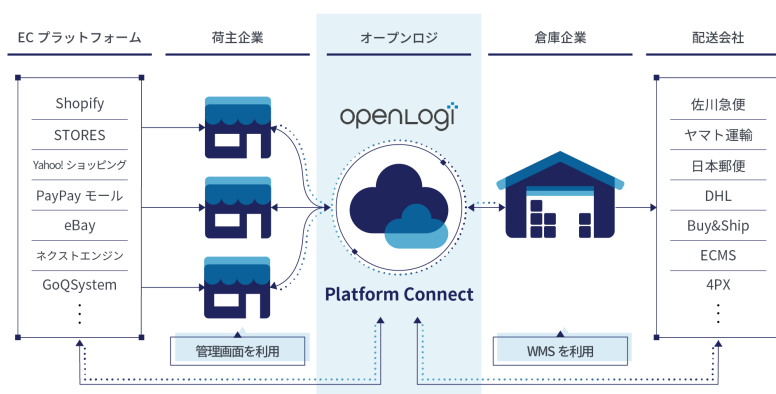 EC プラットフォーム
荷主企業
オープンロジ
倉庫企業
配送会社
Shopify
STORES
Yahoo! ショッピング
PayPay モール
eBay
ネクストエンジン
GoQSystem
openLogi
Platform Connect
管理画面を利用
WMS を利用
佐川急便
ヤマト運輸
日本郵便
DHL
Buy&Ship
ECMS
4PX